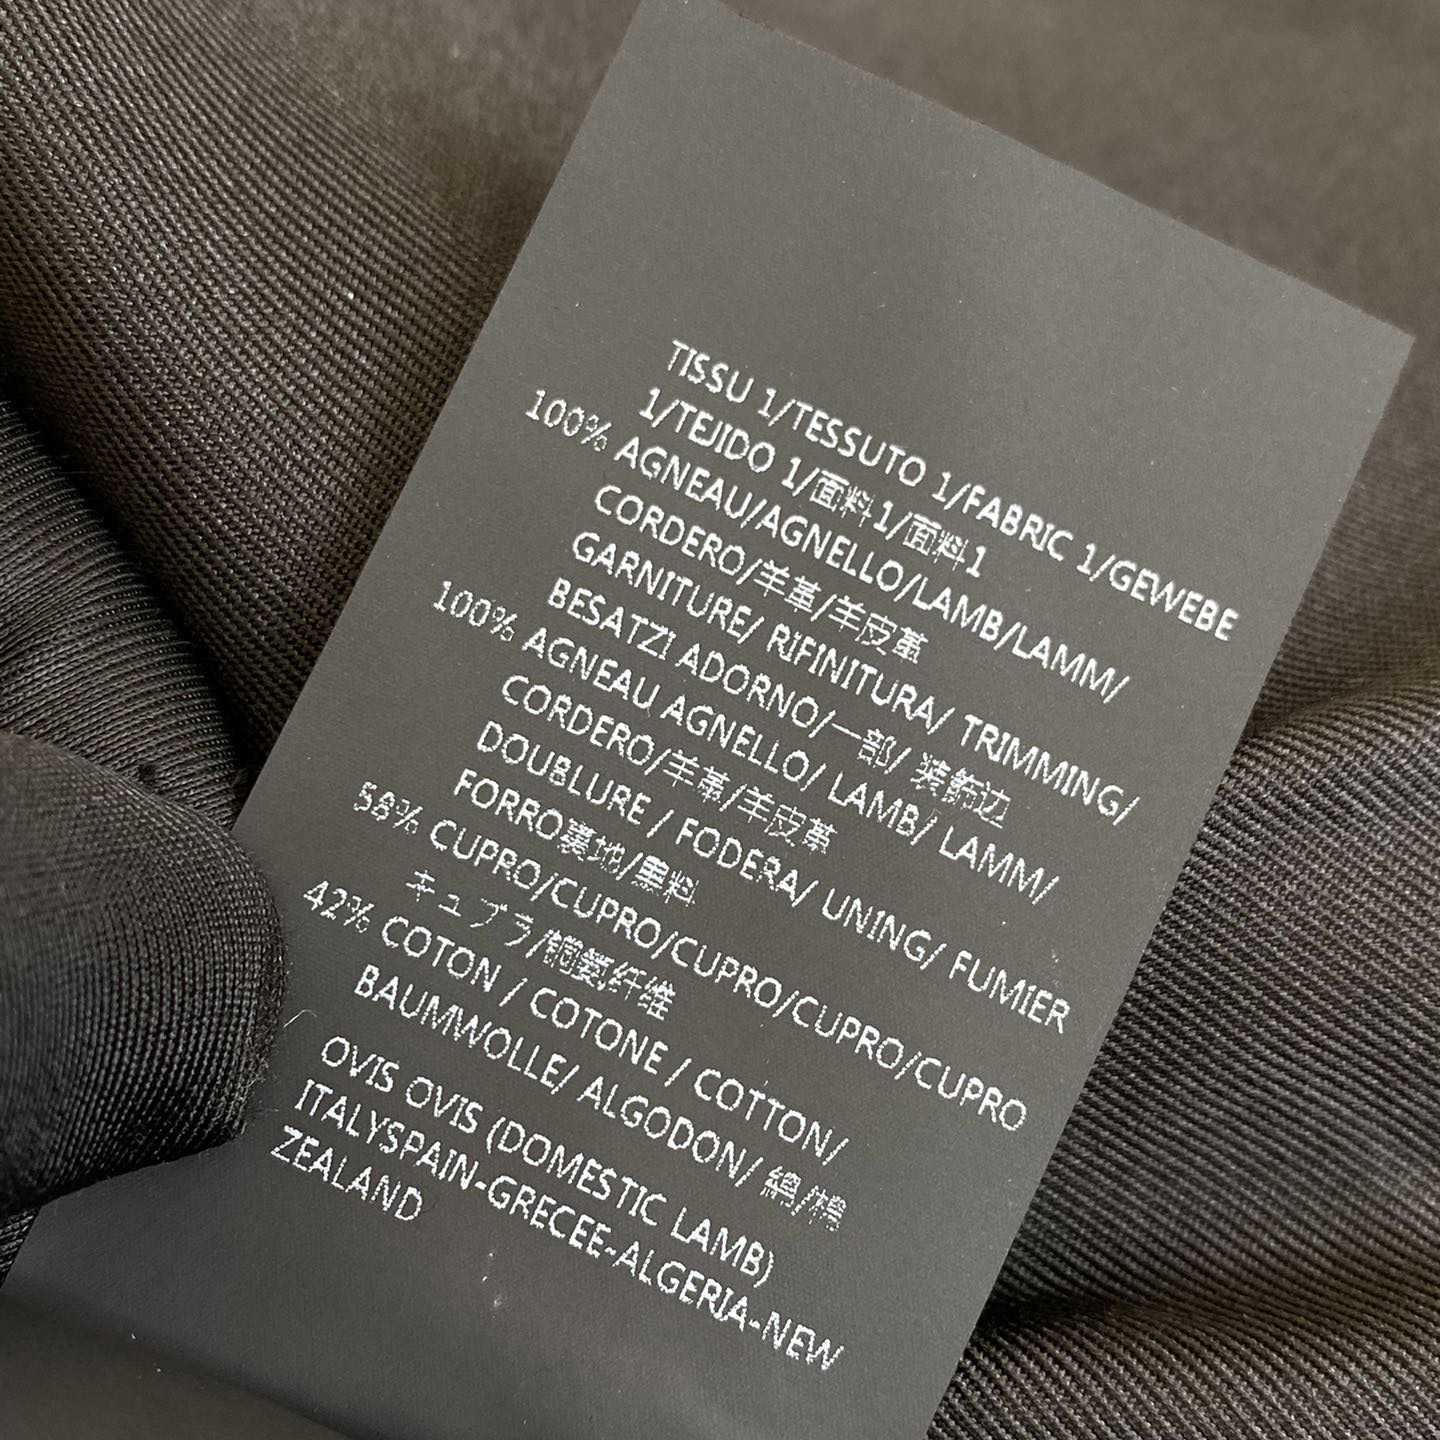 TISSU 1/TESSUTO 1/FABRIC 1/GEWEBE
1/TEJIDO 1/面料1/面料1
100% AGNEAU/AGNELLO/LAMB/LAMM/
CORDERO/羊革/羊皮革
GARNITURE/ RIFINITURA/ TRIMMING/
BESATZI ADORNO/一部/ 装飾边
100% AGNEAU AGNELLO/ LAMB/ LAMM/
CORDERO/羊革/羊皮革
DOUBLURE / FODERA/ UNING/ FUMIER
FORRO裏地/裏料
58% CUPRO/CUPRO/CUPRO/CUPRO/CUPRO
キュプラ/銅氨纤维
42% COTON / COTONE / COTTON/
BAUMWOLLE/ ALGODON/ 綿/棉
OVIS OVIS (DOMESTIC LAMB)
ITALYSPAIN-GRECEE-ALGERIA-NEW
ZEALAND